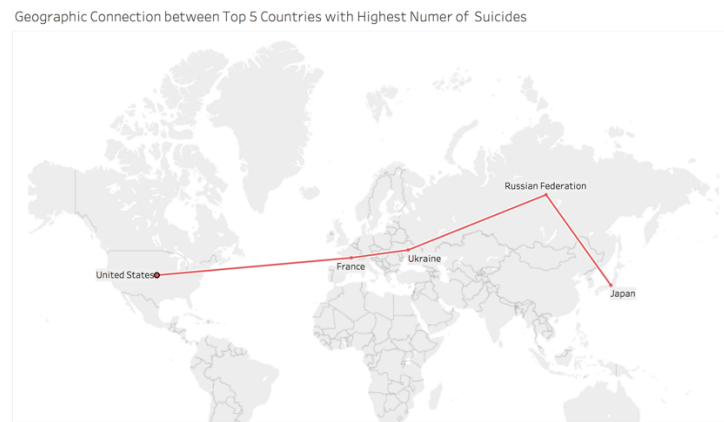 Geographic Connection between Top 5 Countries with Highest Numer of Suicides
Russian Federation
Ukraine
France
United States
Japan